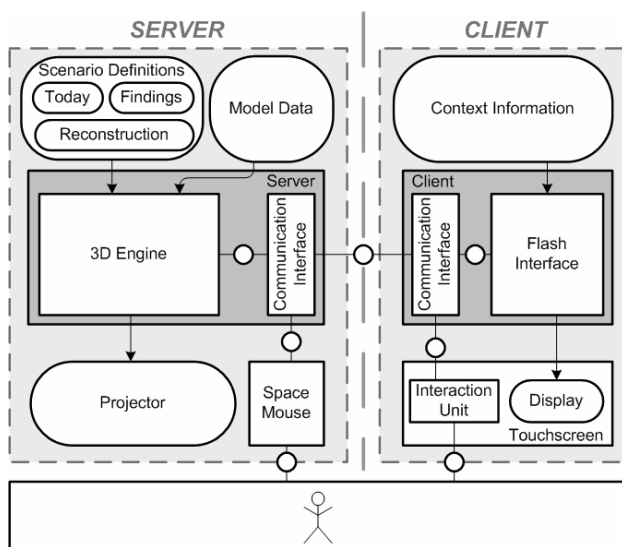 SERVER
CLIENT
Scenario Definitions
Today
Findings
Reconstruction
Model Data
Context Information
Server
3D Engine
Communication
Interface
Client
Communication
Interface
Flash
Interface
Projector
Space
Mouse
Interaction
Unit
Display
Touchscreen